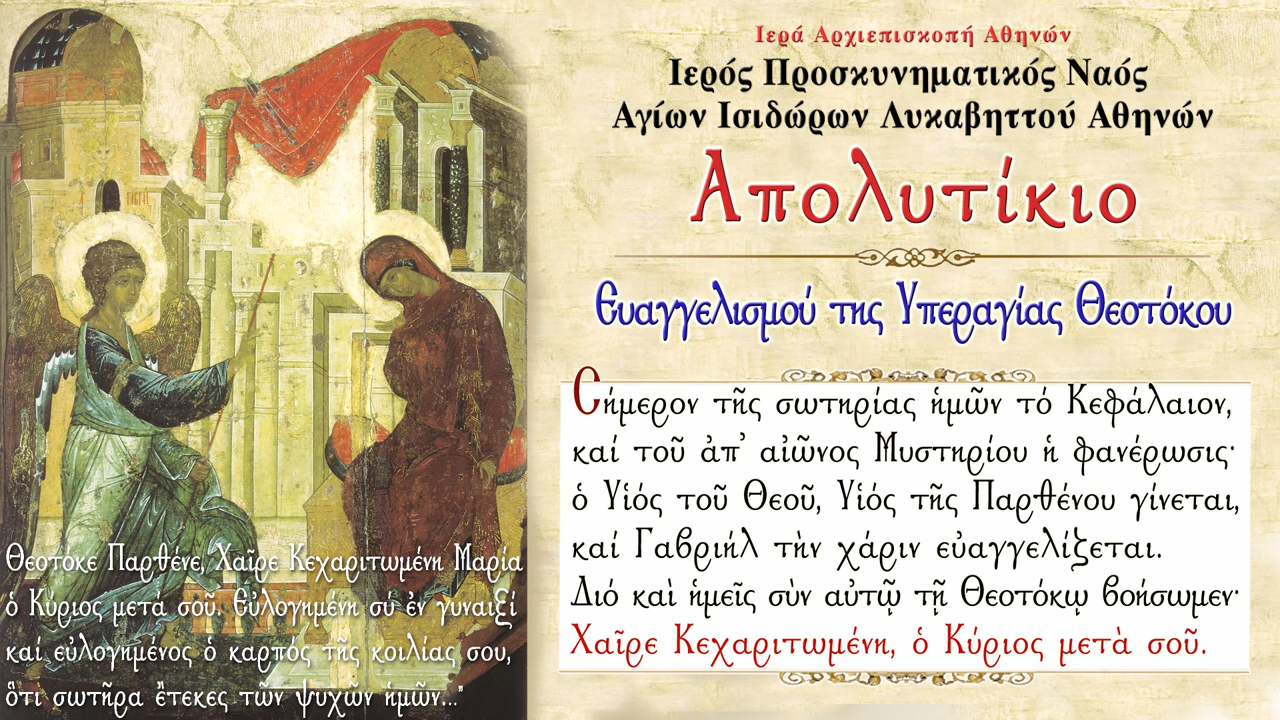 Ιερά Αρχιεπισκοπή Αθηνών
Ιερός Προσκυνηματικός Ναός
Αγίων Ισιδώρων Λυκαβηττού Αθηνών
Απολυτίκιο
Ευαγγελισμού της Υπεραγίας Θεοτόκου
Σήμερον τῆς σωτηρίας ἡμῶν τό Κεφάλαιον,
καί τοῦ ἀπ' αἰῶνος Μυστηρίου ἡ φανέρωσις·
ὁ Υἱός τοῦ Θεοῦ, Υἱός τῆς Παρθένου γίνεται,
καί Γαβριήλ τὴν χάριν εὐαγγελίζεται.
Διό καὶ ἡμεῖς σὺν αὐτῷ τῇ Θεοτόκῳ βοήσωμεν·
Χαῖρε Κεχαριτωμένη, ὁ Κύριος μετὰ σοῦ.
Θεοτόκε Παρθένε, Χαῖρε Κεχαριτωμένη Μαρία
ὁ Κύριος μετά σοῦ. Εὐλογημένη σύ ἐν γυναιξί
καί εὐλογημένος ὁ καρπός τῆς κοιλίας σου,
ὅτι σωτῆρα ἔτεκες τῶν ψυχῶν ἡμῶν..."